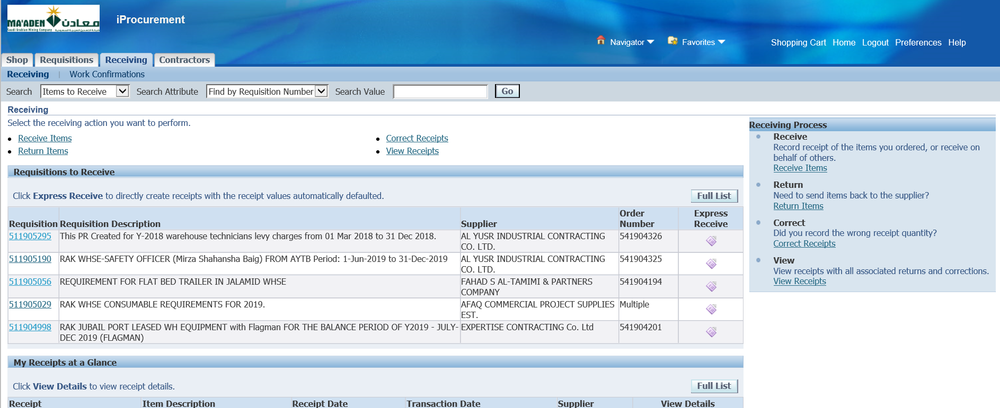 MA'ADEN معادن
Saudi Arabian Mining Company شركة التعدين العربية السعودية
iProcurement
Navigator Favorites Shopping Cart Home Logout Preferences Help
Shop Requisitions Receiving Contractors
Receiving | Work Confirmations
Search Items to Receive Search Attribute Find by Requisition Number Search Value Go
Receiving
Select the receiving action you want to perform.
• Receive Items
• Return Items
• Correct Receipts
• View Receipts
Requisitions to Receive
Click Express Receive to directly create receipts with the receipt values automatically defaulted. Full List
Requisition Requisition Description Supplier Order Number Express Receive
511905295 This PR Created for Y-2018 warehouse technicians levy charges from 01 Mar 2018 to 31 Dec 2018. AL YUSR INDUSTRIAL CONTRACTING CO. LTD. 541904326
511905190 RAK WHSE-SAFETY OFFICER (Mirza Shahansha Baig) FROM AYTB Period: 1-Jun-2019 to 31-Dec-2019 AL YUSR INDUSTRIAL CONTRACTING CO. LTD. 541904325
511905056 REQUIREMENT FOR FLAT BED TRAILER IN JALAMID WHSE FAHAD S AL-TAMIMI & PARTNERS COMPANY 541904194
511905029 RAK WHSE CONSUMABLE REQUIREMENTS FOR 2019. AFAQ COMMERCIAL PROJECT SUPPLIES EST. Multiple
511904998 RAK JUBAIL PORT LEASED WH EQUIPMENT with Flagman FOR THE BALANCE PERIOD OF Y2019 - JULY-DEC 2019 (FLAGMAN) EXPERTISE CONTRACTING Co. Ltd 541904201
My Receipts at a Glance
Click View Details to view receipt details. Full List
Receipt Item Description Receipt Date Transaction Date Supplier View Details
Receiving Process
• Receive
Record receipt of the items you ordered, or receive on
behalf of others.
Receive Items
• Return
Need to send items back to the supplier?
Return Items
• Correct
Did you record the wrong receipt quantity?
Correct Receipts
• View
View receipts with all associated returns and corrections.
View Receipts